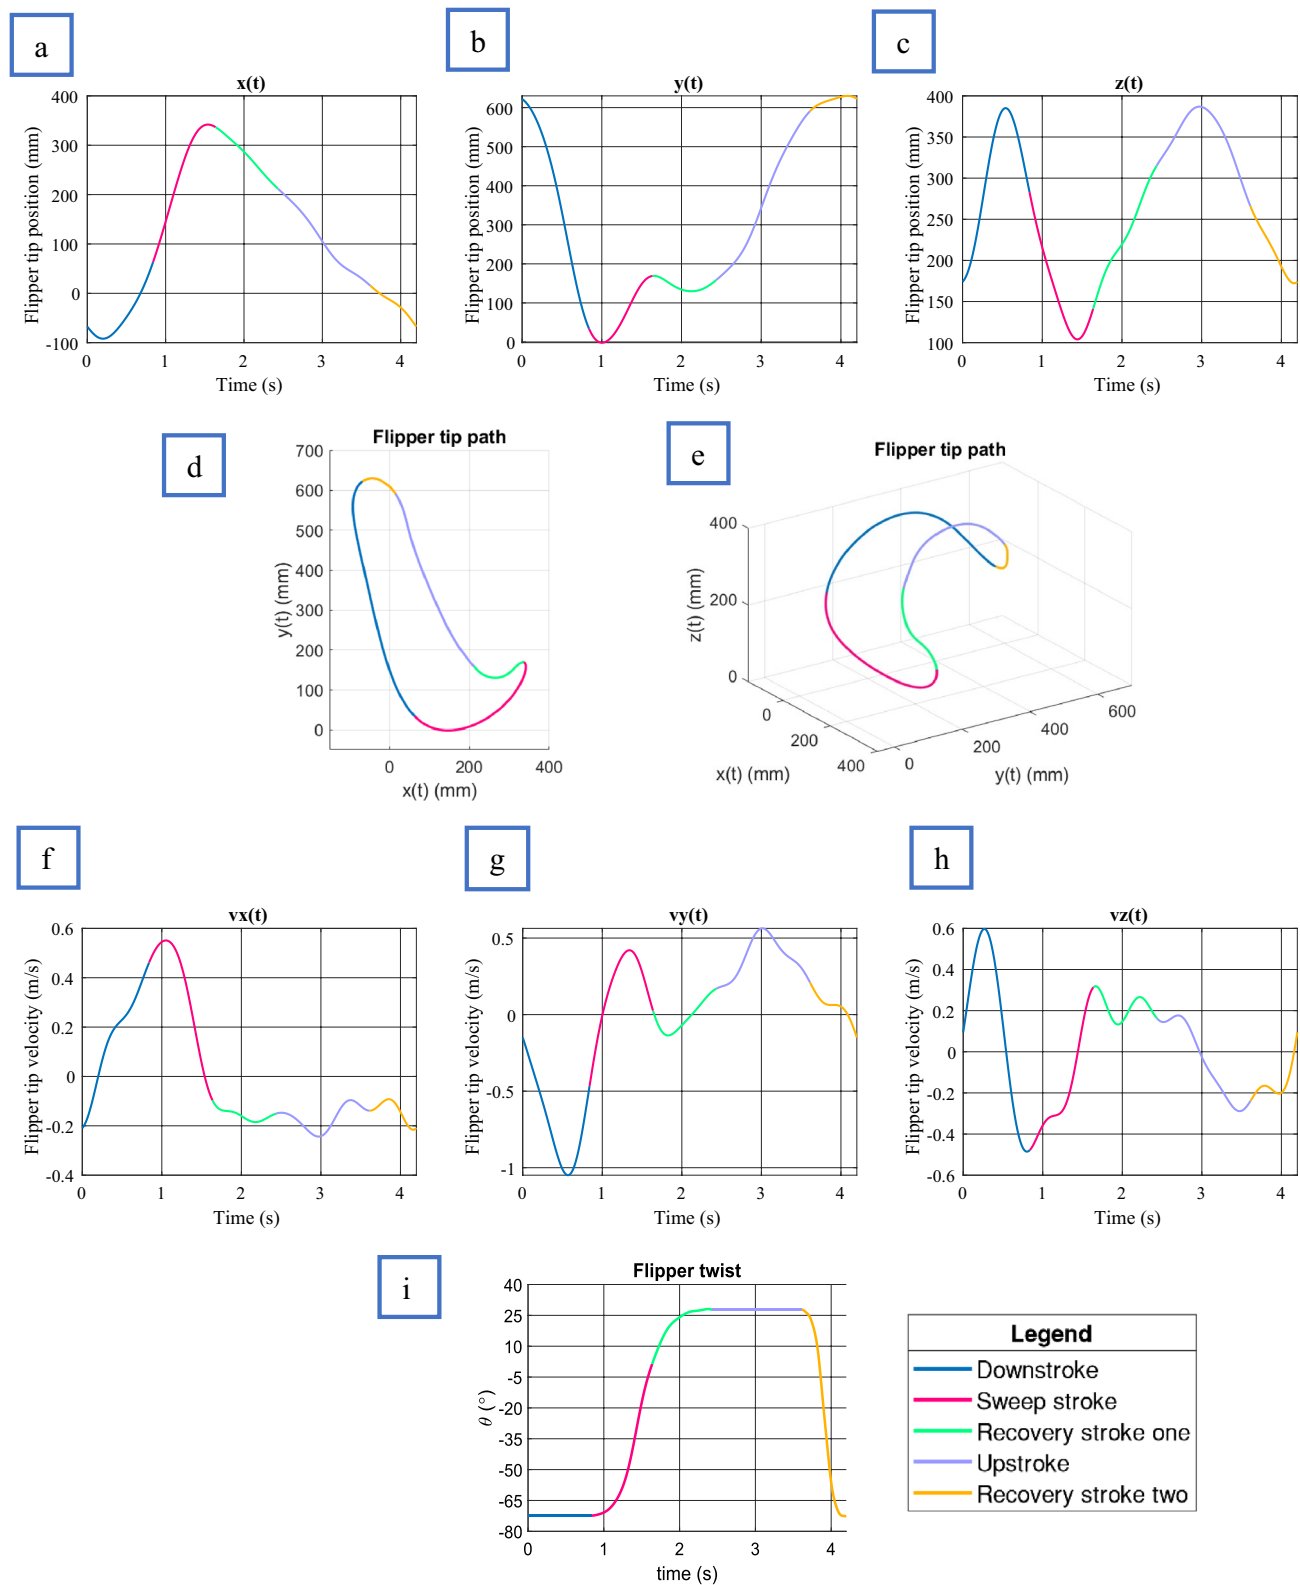 a
b
c
x(t)
400
300
200
100
0
-100
0 1 2 3 4
Flipper tip position (mm)
Time (s)
y(t)
600
500
400
300
200
100
0
0 1 2 3 4
Flipper tip position (mm)
Time (s)
z(t)
400
350
300
250
200
150
100
0 1 2 3 4
Flipper tip position (mm)
Time (s)
d
Flipper tip path
700
600
500
400
300
200
100
0
0 200 400
y(t) (mm)
x(t) (mm)
e
Flipper tip path
400
200
0
z(t) (mm)
0
200
400
x(t) (mm)
0
200
400
600
y(t) (mm)
f
g
h
vx(t)
0.6
0.4
0.2
0
-0.2
-0.4
0 1 2 3 4
Flipper tip velocity (m/s)
Time (s)
vy(t)
0.5
0
-0.5
-1
0 1 2 3 4
Flipper tip velocity (m/s)
Time (s)
vz(t)
0.6
0.4
0.2
0
-0.2
-0.4
-0.6
0 1 2 3 4
Flipper tip velocity (m/s)
Time (s)
i
Flipper twist
40
25
10
-5
-20
-35
-50
-65
-80
0 1 2 3 4
θ (°)
time (s)
Legend
Downstroke
Sweep stroke
Recovery stroke one
Upstroke
Recovery stroke two